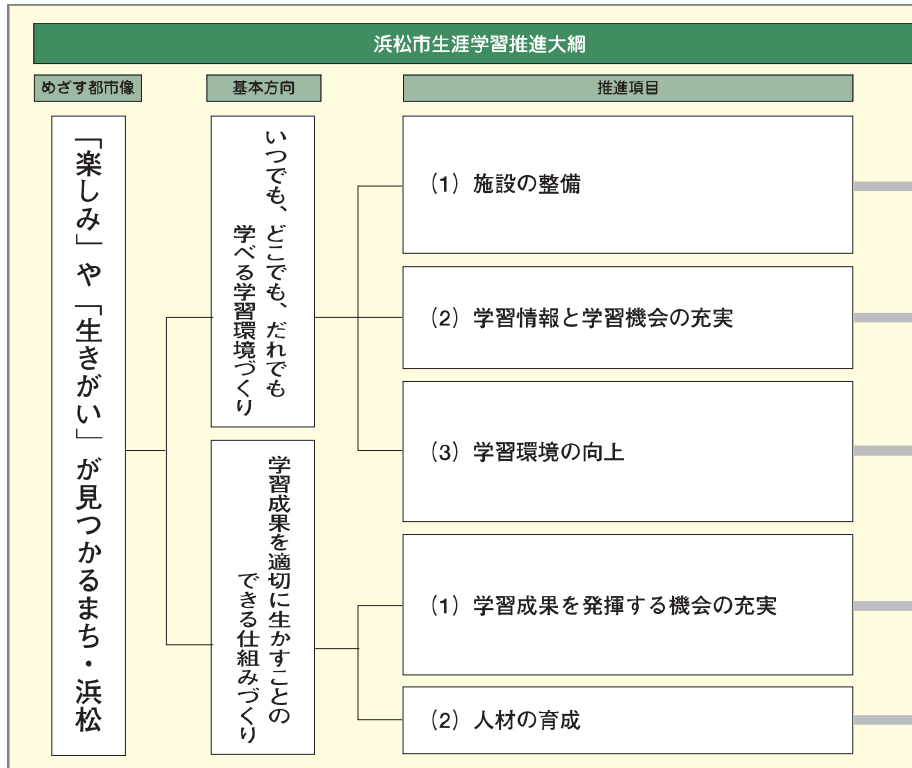 浜松市生涯学習推進大綱
めざす都市像
基本方向
推進項目
「楽しみ」や「生きがい」が見つかるまち・浜松
いつでも、どこでも、だれでも
学べる学習環境づくり
(1) 施設の整備
(2) 学習情報と学習機会の充実
(3) 学習環境の向上
学習成果を適切に生かすことの
できる仕組みづくり
(1) 学習成果を発揮する機会の充実
(2) 人材の育成